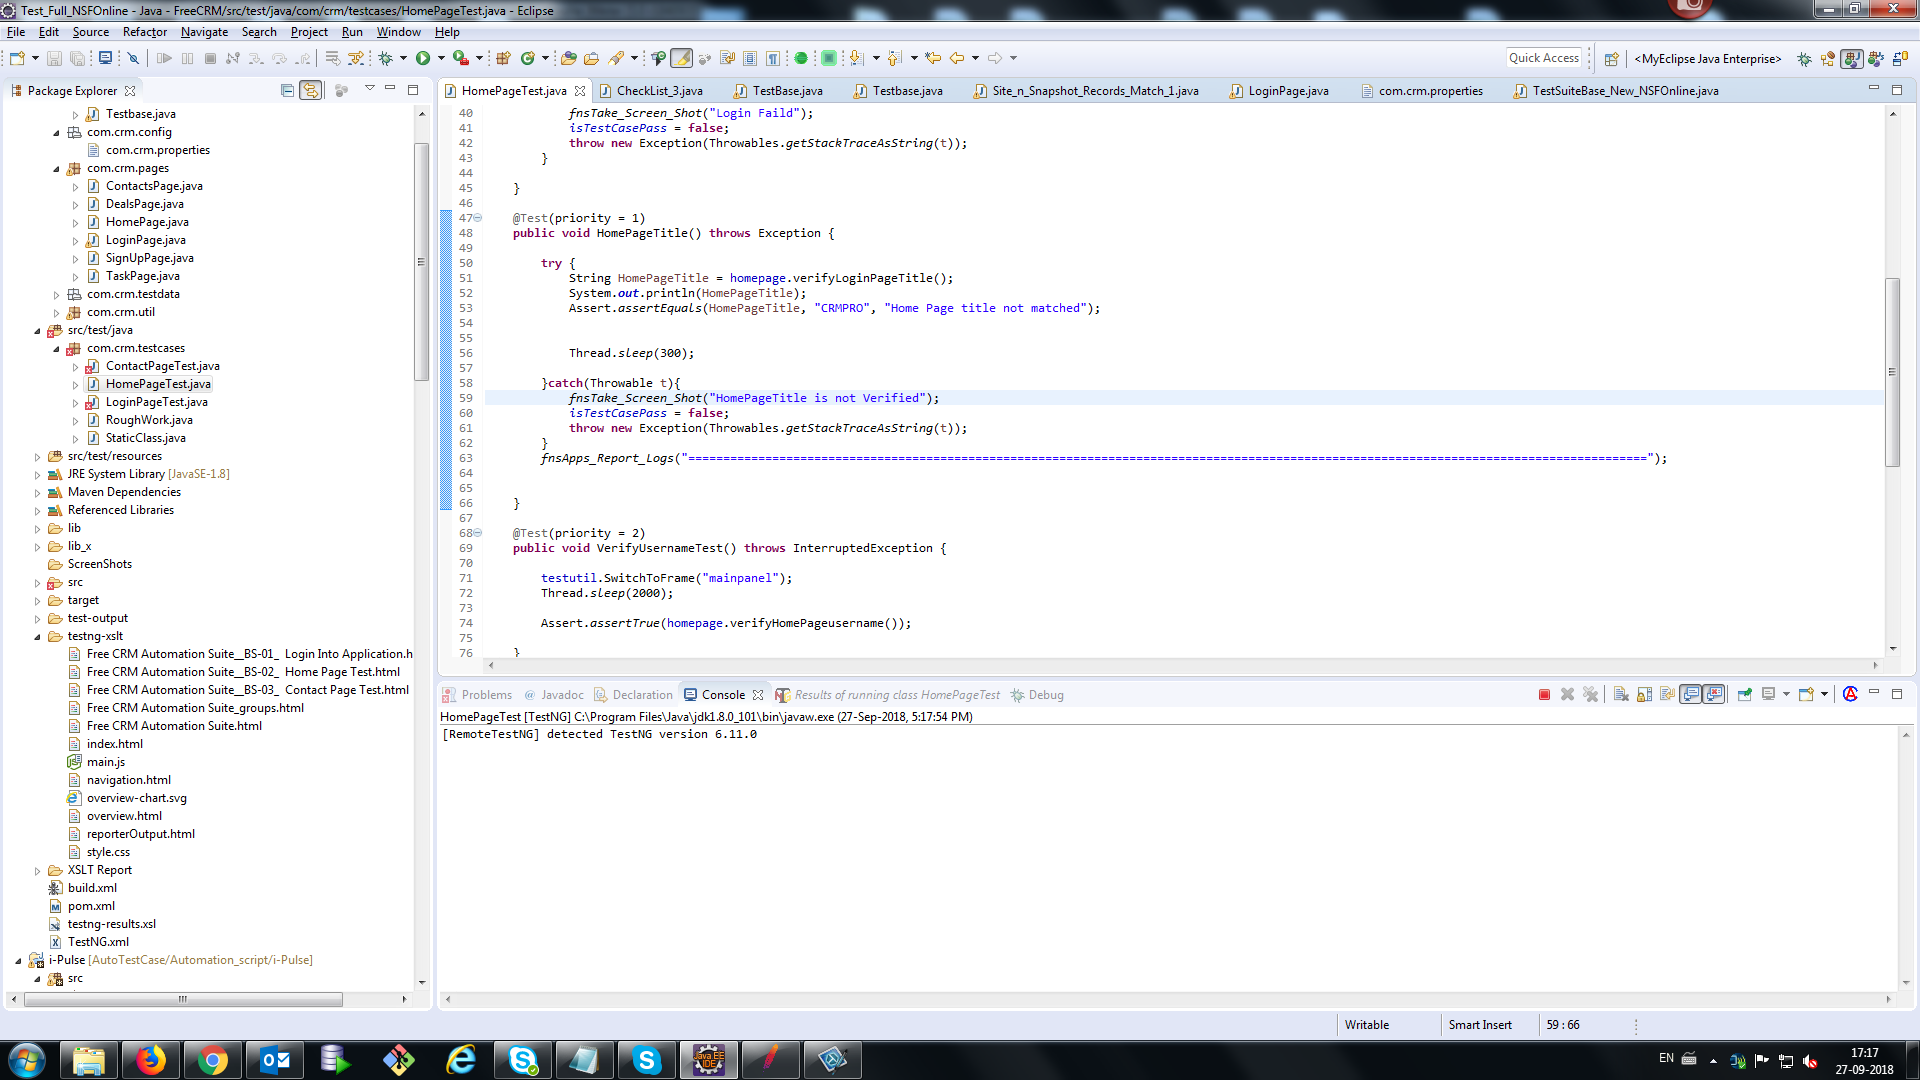 Test_Full_NSFOnline - Java - FreeCRM/src/test/java/com/crm/testcases/HomePageTest.java - Eclipse
File Edit Source Refactor Navigate Search Project Run Window Help
Quick Access
<MyEclipse Java Enterprise>
Package Explorer
Testbase.java
com.crm.config
com.crm.properties
com.crm.pages
ContactsPage.java
DealsPage.java
HomePage.java
LoginPage.java
SignUpPage.java
TaskPage.java
com.crm.testdata
com.crm.util
src/test/java
com.crm.testcases
ContactPageTest.java
HomePageTest.java
LoginPageTest.java
RoughWork.java
StaticClass.java
src/test/resources
JRE System Library [JavaSE-1.8]
Maven Dependencies
Referenced Libraries
lib
lib_x
ScreenShots
src
target
test-output
testng-xslt
Free CRM Automation Suite__BS-01_ Login Into Application.h
Free CRM Automation Suite__BS-02_ Home Page Test.html
Free CRM Automation Suite__BS-03_ Contact Page Test.html
Free CRM Automation Suite_groups.html
Free CRM Automation Suite.html
index.html
main.js
navigation.html
overview-chart.svg
overview.html
reporterOutput.html
style.css
XSLT Report
build.xml
pom.xml
testng-results.xsl
TestNG.xml
i-Pulse [AutoTestCase/Automation_script/i-Pulse]
src
HomePageTest.java CheckList_3.java TestBase.java Testbase.java Site_n_Snapshot_Records_Match_1.java LoginPage.java com.crm.properties TestSuiteBase_New_NSFOnline.java
40 fnsTake_Screen_Shot("Login Faild");
41 isTestCasePass = false;
42 throw new Exception(Throwables.getStackTraceAsString(t));
43 }
44
45 }
46
47 @Test(priority = 1)
48 public void HomePageTitle() throws Exception {
49
50 try {
51 String HomePageTitle = homepage.verifyLoginPageTitle();
52 System.out.println(HomePageTitle);
53 Assert.assertEquals(HomePageTitle, "CRMPRO", "Home Page title not matched");
54
55
56 Thread.sleep(300);
57
58 }catch(Throwable t){
59 fnsTake_Screen_Shot("HomePageTitle is not Verified");
60 isTestCasePass = false;
61 throw new Exception(Throwables.getStackTraceAsString(t));
62 }
63 fnsApps_Report_Logs("=========================================================================================================================================");
64
65
66 }
67
68 @Test(priority = 2)
69 public void VerifyUsernameTest() throws InterruptedException {
70
71 testutil.SwitchToFrame("mainpanel");
72 Thread.sleep(2000);
73
74 Assert.assertTrue(homepage.verifyHomePageusername());
75
76 }
Problems @ Javadoc Declaration Console Results of running class HomePageTest Debug
HomePageTest [TestNG] C:\Program Files\Java\jdk1.8.0_101\bin\javaw.exe (27-Sep-2018, 5:17:54 PM)
[RemoteTestNG] detected TestNG version 6.11.0
Writable Smart Insert 59 : 66
Java EE
IDE
EN
17:17
27-09-2018